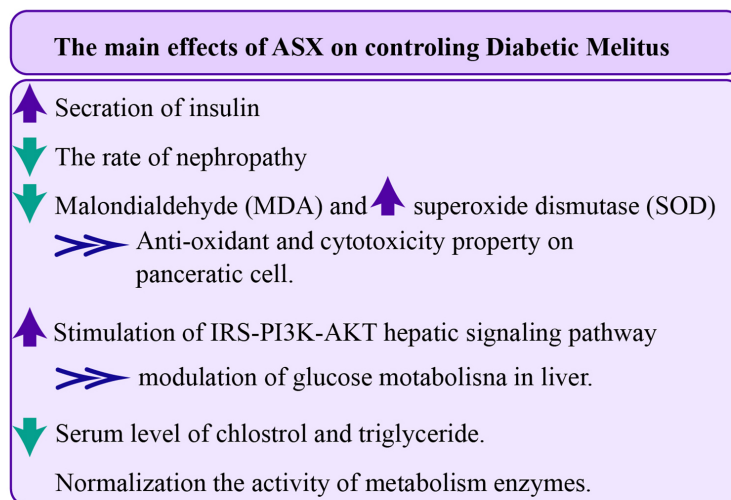 The main effects of ASX on controling Diabetic Melitus
Secration of insulin
The rate of nephropathy
Malondialdehyde (MDA) and superoxide dismutase (SOD)
Anti-oxidant and cytotoxicity property on
panceratic cell.
Stimulation of IRS-PI3K-AKT hepatic signaling pathway
modulation of glucose motabolisna in liver.
Serum level of chlostrol and triglyceride.
Normalization the activity of metabolism enzymes.